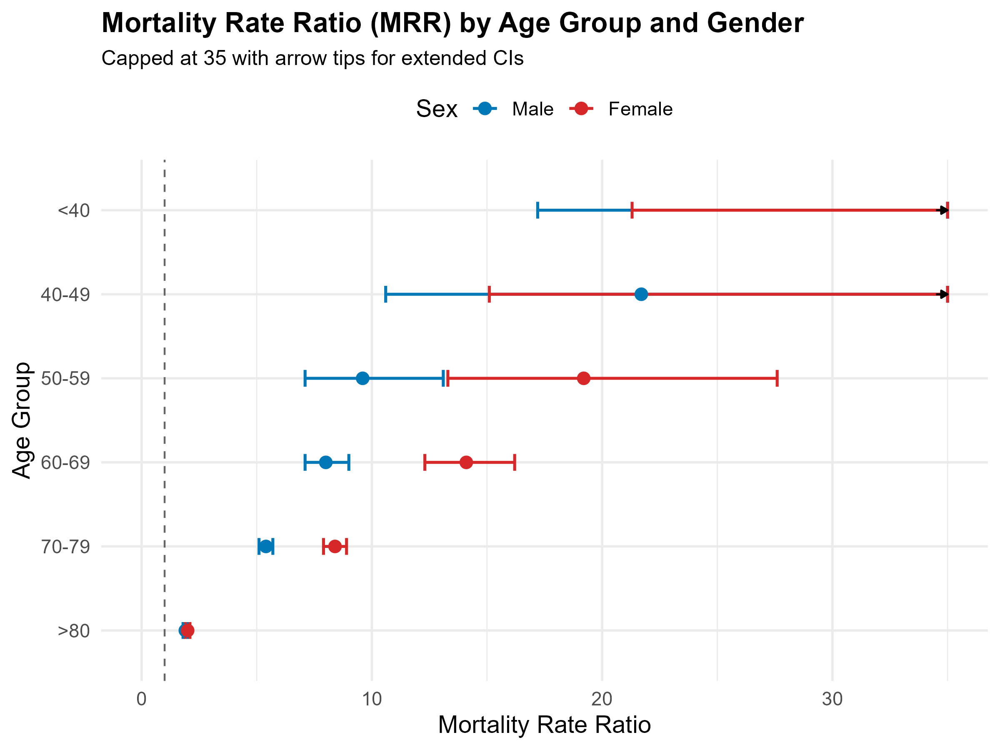 Mortality Rate Ratio (MRR) by Age Group and Gender
Capped at 35 with arrow tips for extended CIs
Sex Male Female
Age Group
<40
40-49
50-59
60-69
70-79
>80
0 10 20 30
Mortality Rate Ratio